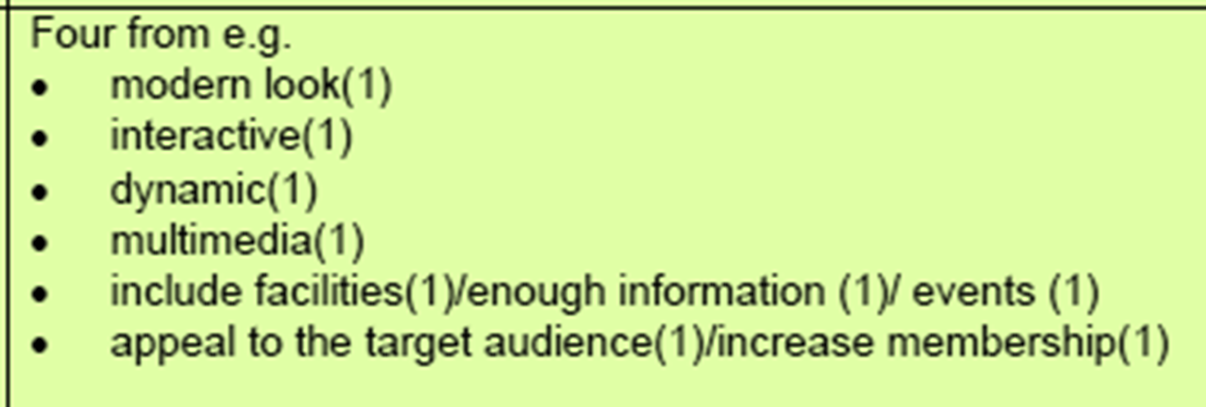 Four from e.g.
• modern look(1)
• interactive(1)
• dynamic(1)
• multimedia(1)
• include facilities(1)/enough information (1)/ events (1)
• appeal to the target audience(1)/increase membership(1)